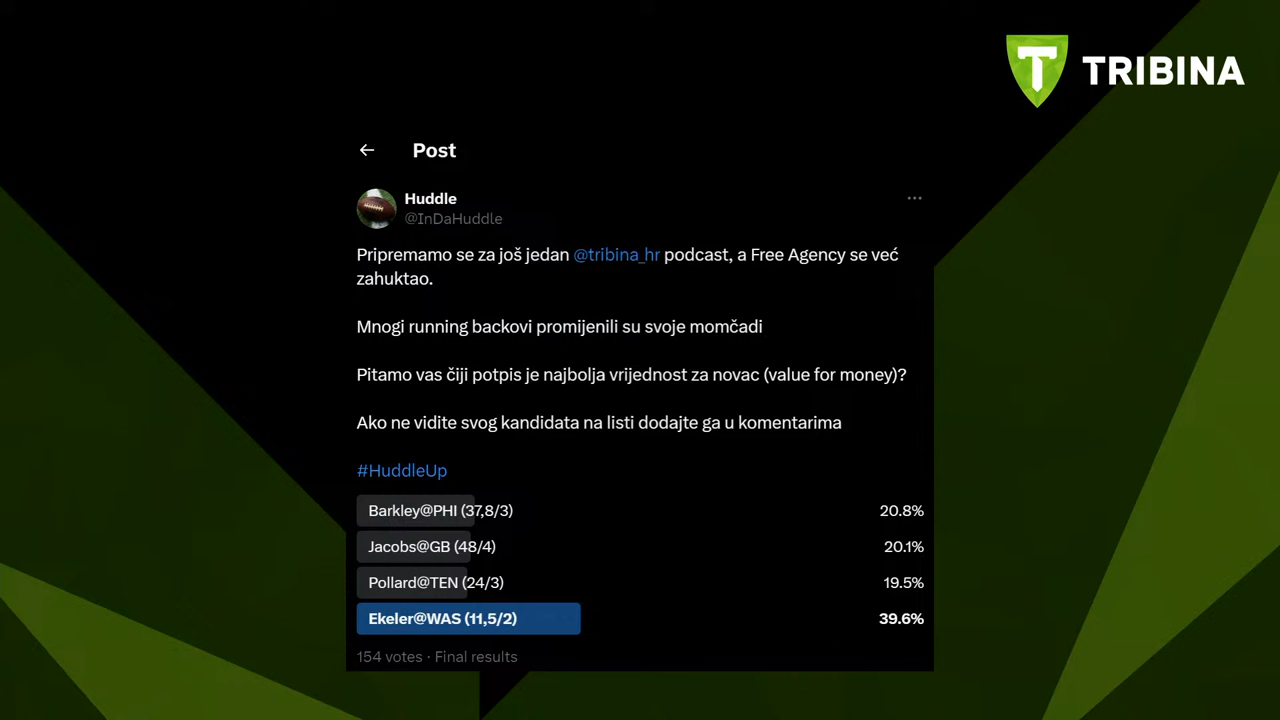 TRIBINA
Post
Huddle
@InDaHuddle
Pripremamo se za još jedan @tribina_hr podcast, a Free Agency se već
zahuktao.
Mnogi running backovi promijenili su svoje momčadi
Pitamo vas čiji potpis je najbolja vrijednost za novac (value for money)?
Ako ne vidite svog kandidata na listi dodajte ga u komentarima
#HuddleUp
Barkley@PHI (37,8/3) 20.8%
Jacobs@GB (48/4) 20.1%
Pollard@TEN (24/3) 19.5%
Ekeler@WAS (11,5/2) 39.6%
154 votes · Final results